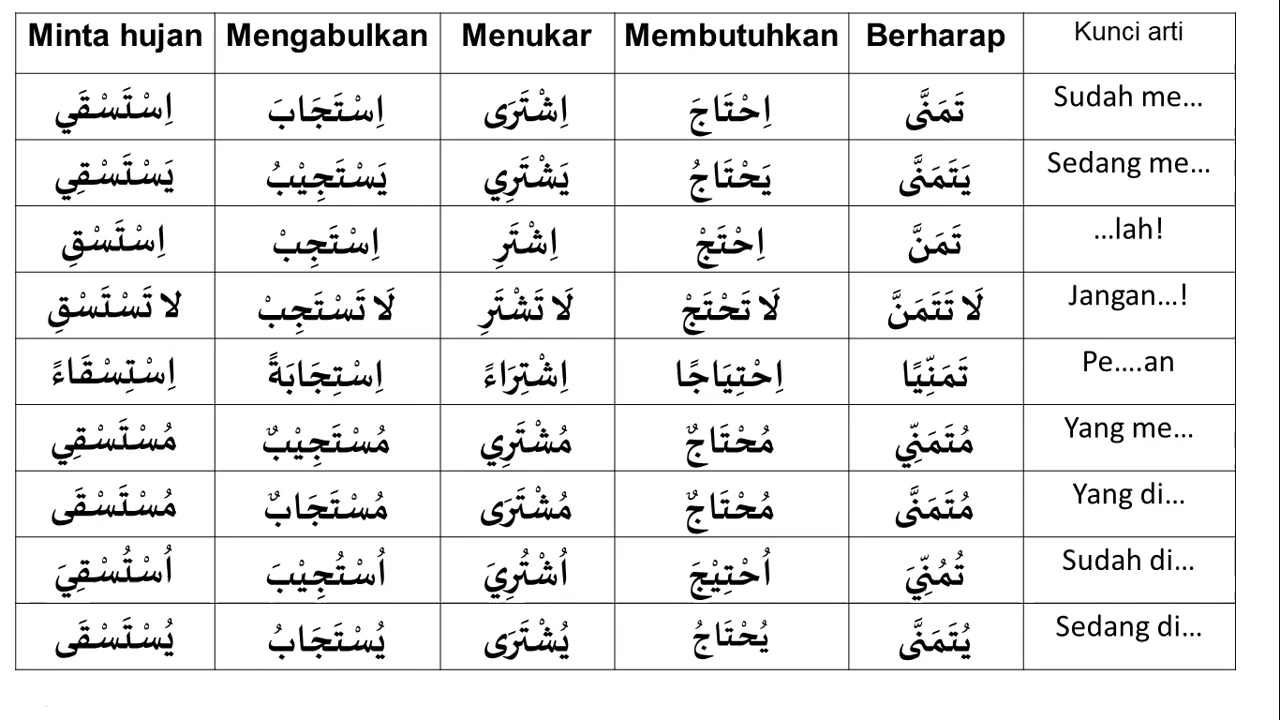 Minta hujan Mengabulkan Menukar Membutuhkan Berharap Kunci arti
اِسْتَسْقَي اِسْتَجَابَ اِشْتَرَى اِحْتَاجَ تَمَنَّى Sudah me...
يَسْتَسْقِي يَسْتَجِيْبُ يَشْتَرِي يَحْتَاجُ يَتَمَنَّى Sedang me...
اِسْتَسْقِ اِسْتَجِبْ اِشْتَرِ اِحْتَجْ تَمَنَّ ...lah!
لا تَسْتَسْقِ لَا تَسْتَجِبْ لَا تَشْتَرِ لَا تَحْتَجْ لَا تَتَمَنَّ Jangan...!
اِسْتِسْقَاءً اِسْتِجَابَةً اِشْتِرَاءً اِحْتِيَاجًا تَمَنِّيًا Pe....an
مُسْتَسْقِي مُسْتَجِيْبٌ مُشْتَرِي مُحْتَاجٌ مُتَمَنِّي Yang me...
مُسْتَسْقَى مُسْتَجَابٌ مُشْتَرَى مُحْتَاجٌ مُتَمَنَّى Yang di...
اُسْتُسْقِيَ اُسْتُجِيْبَ اُشْتُرِيَ اُحْتِيْجَ تُمُنِّيَ Sudah di...
يُسْتَسْقَى يُسْتَجَابُ يُشْتَرَى يُحْتَاجُ يُتَمَنَّى Sedang di...